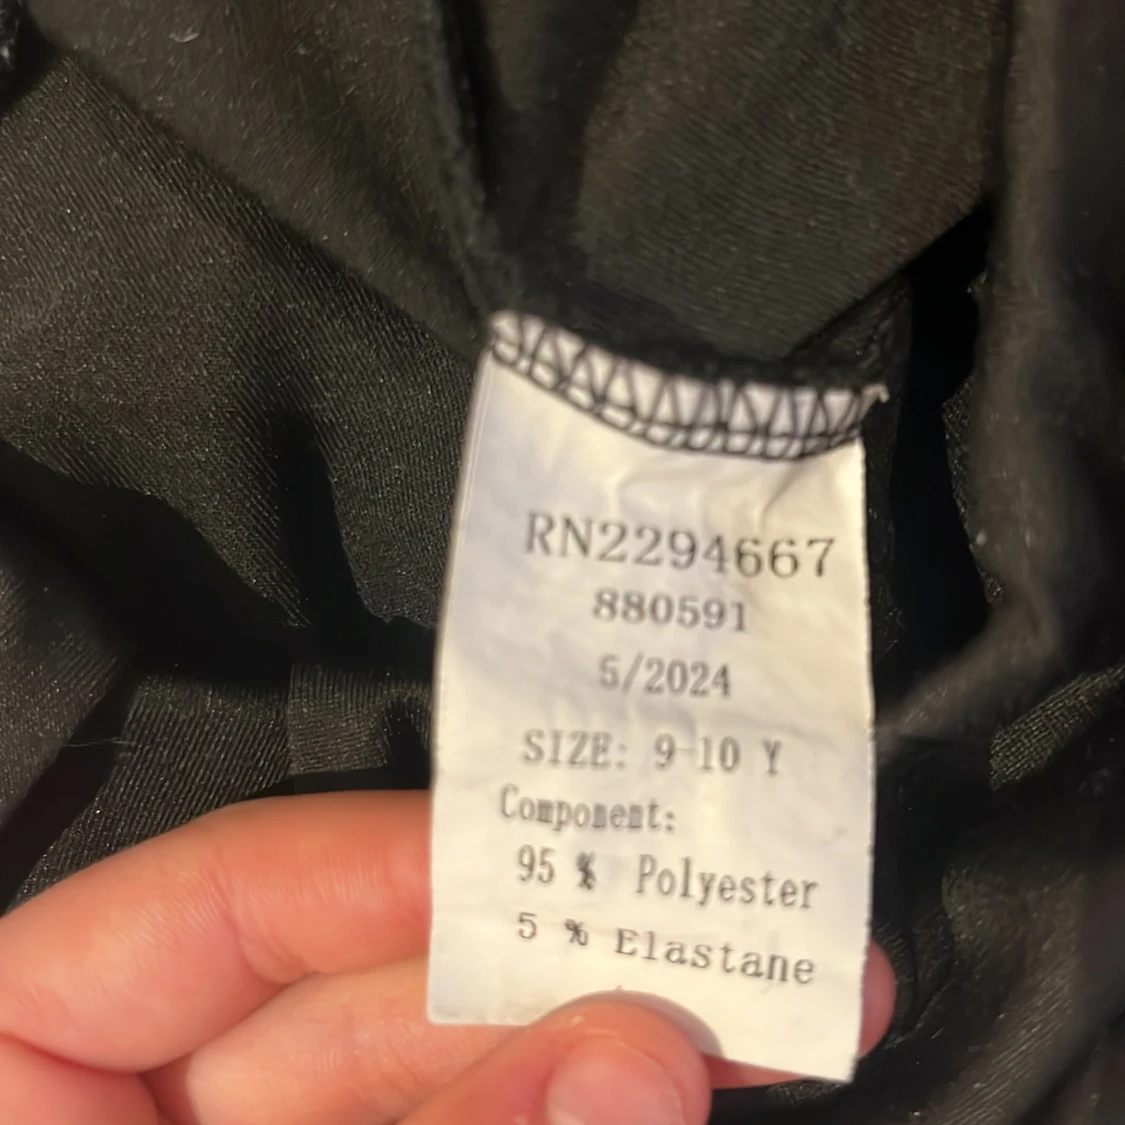 RN2294667
880591
5/2024
SIZE: 9-10 Y
Component:
95 % Polyester
5 % Elastane